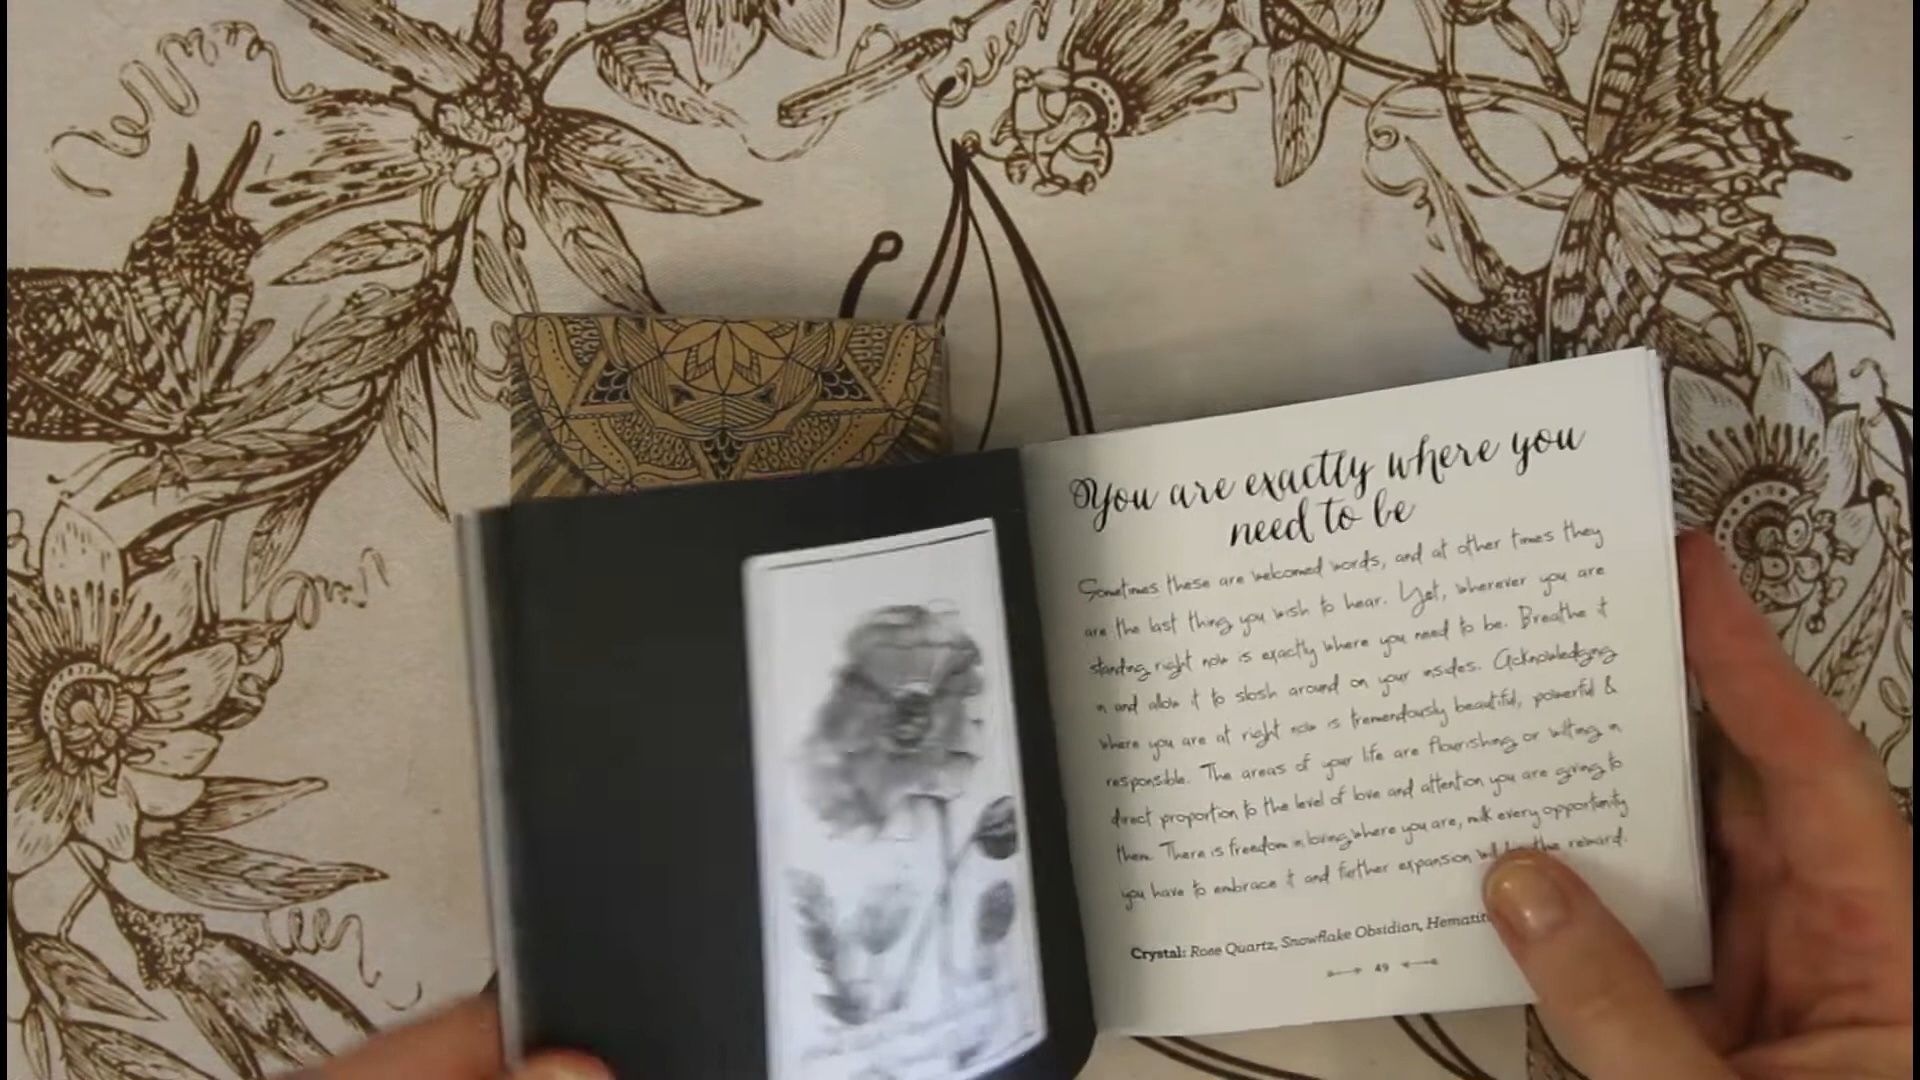 You are exactly where you
need to be
Sometimes these are welcomed words, and at other times they
are the last thing you wish to hear. Yet, wherever you are
standing right now is exactly where you need to be. Breathe it
in and allow it to slosh around on your insides. Acknowledging
where you are at right now is tremendously beautiful, powerful &
responsible. The areas of your life are flourishing or wilting in
direct proportion to the level of love and attention you are giving to
them. There is freedom in loving where you are, milk every opportunity
you have to embrace it and further expansion the reward.
Crystal: Rose Quartz, Snowflake Obsidian,
49